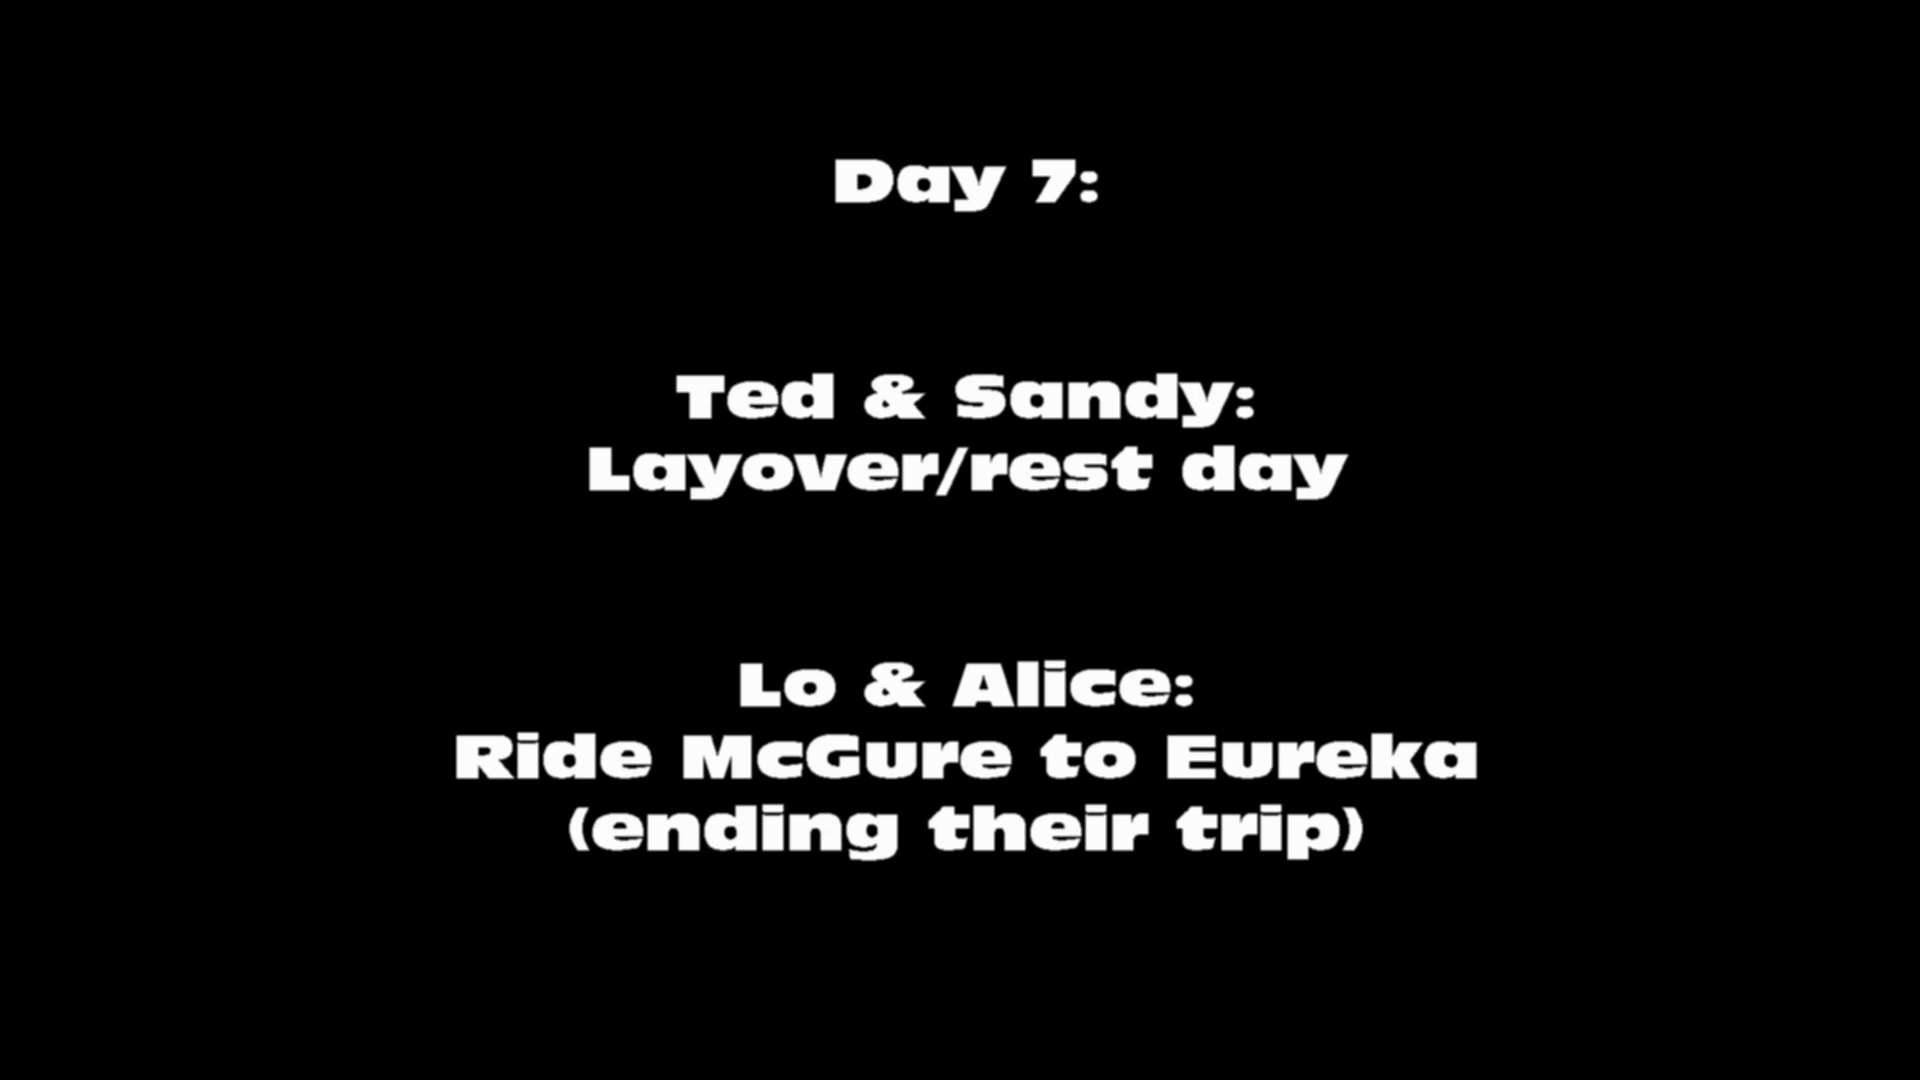 Day 7:
Ted & Sandy:
Layover/rest day
Lo & Alice:
Ride McGure to Eureka
(ending their trip)